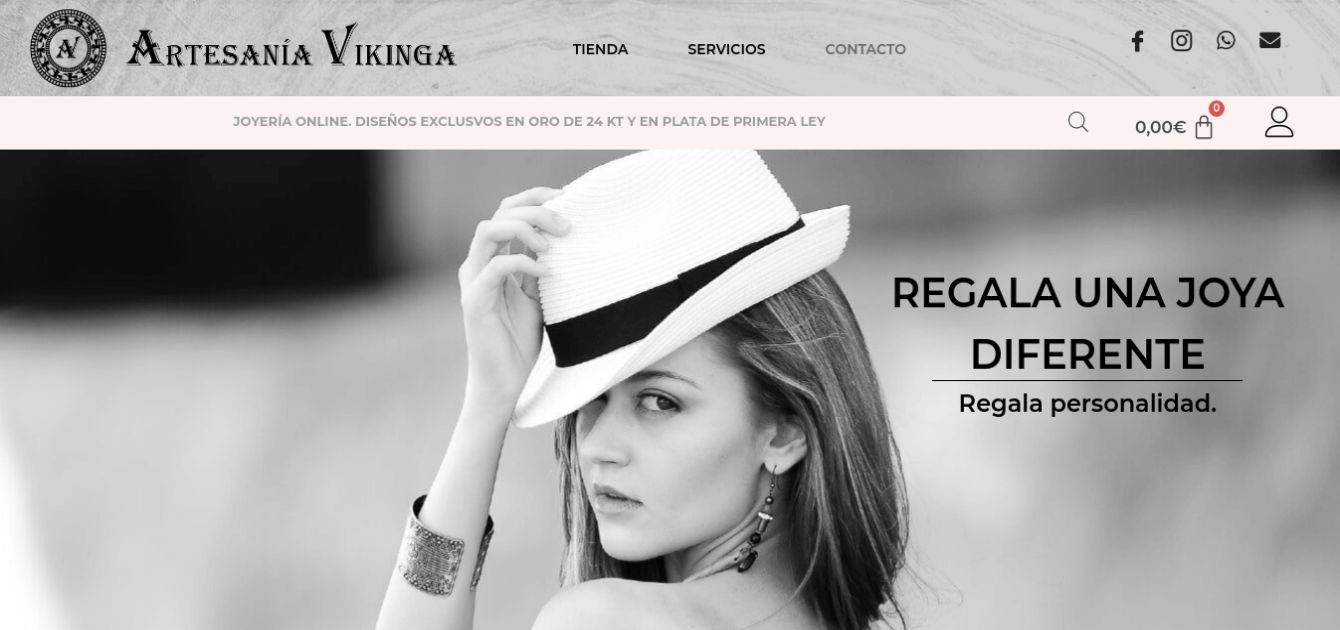 AV
ARTESANÍA VIKINGA
TIENDA
SERVICIOS
CONTACTO
JOYERÍA ONLINE. DISEÑOS EXCLUSVOS EN ORO DE 24 KT Y EN PLATA DE PRIMERA LEY
0,00€
0
REGALA UNA JOYA
DIFERENTE
Regala personalidad.